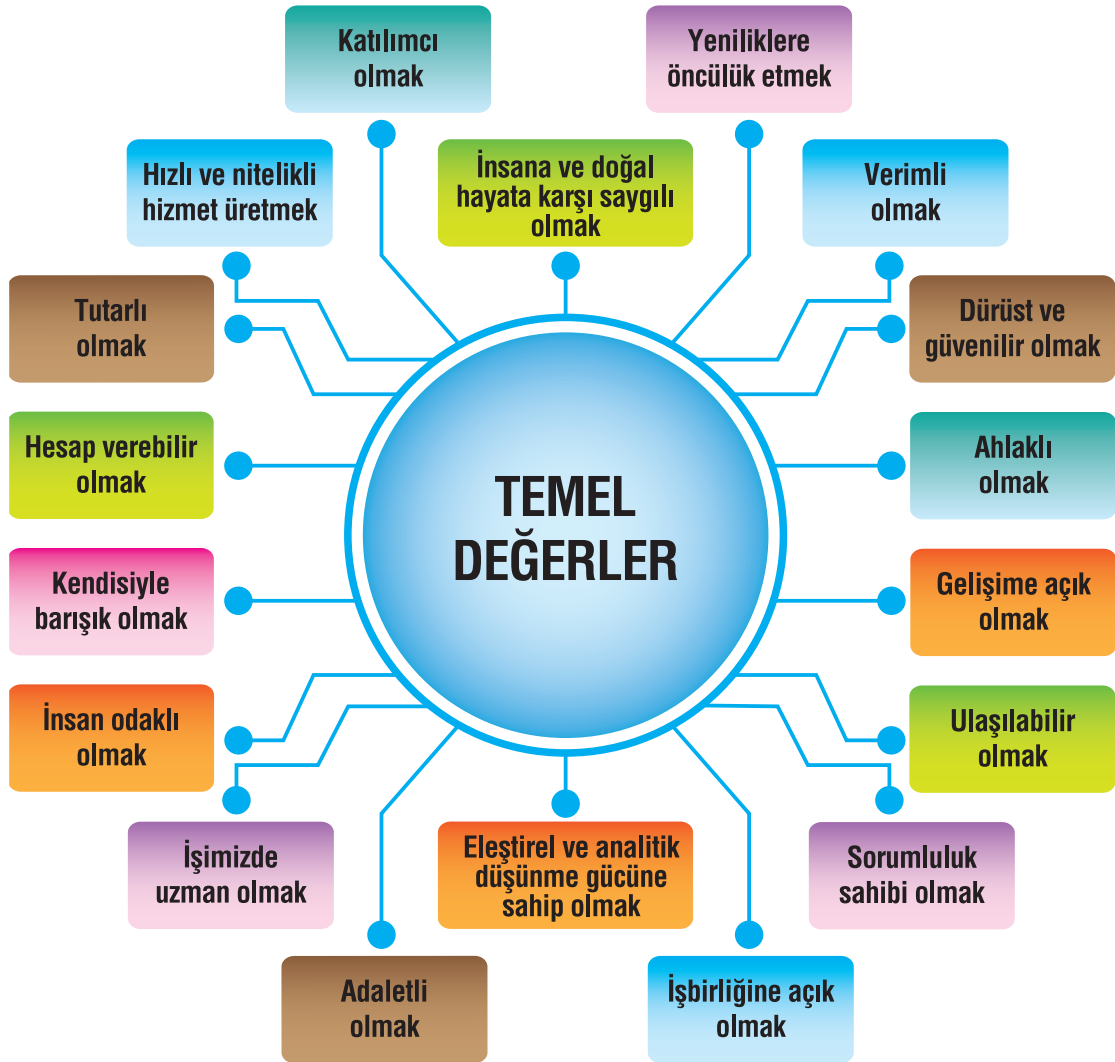 Katılımcı
olmak
Yeniliklere
öncülük etmek
Hızlı ve nitelikli
hizmet üretmek
İnsana ve doğal
hayata karşı saygılı
olmak
Verimli
olmak
Tutarlı
olmak
Dürüst ve
güvenilir olmak
Hesap verebilir
olmak
TEMEL
DEĞERLER
Ahlaklı
olmak
Kendisiyle
barışık olmak
Gelişime açık
olmak
İnsan odaklı
olmak
Ulaşılabilir
olmak
İşimizde
uzman olmak
Eleştirel ve analitik
düşünme gücüne
sahip olmak
Sorumluluk
sahibi olmak
Adaletli
olmak
İşbirliğine açık
olmak